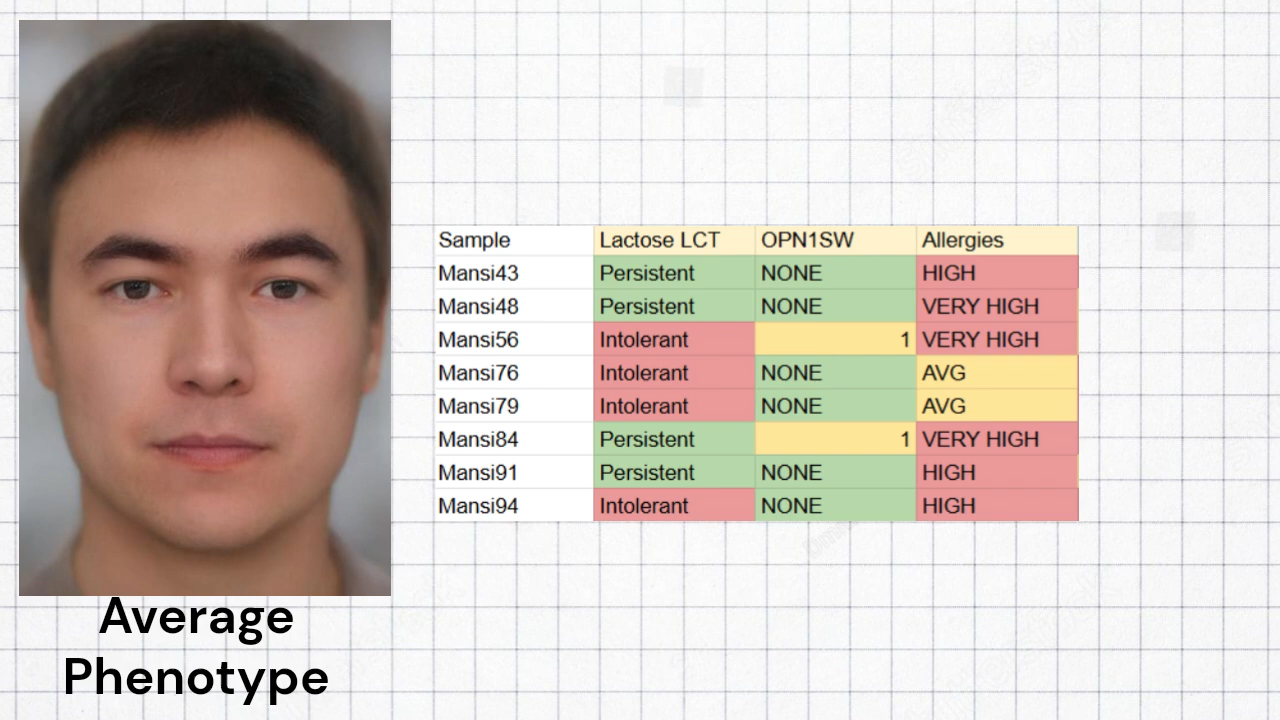 Sample Lactose LCT OPN1SW Allergies
Mansi43 Persistent NONE HIGH
Mansi48 Persistent NONE VERY HIGH
Mansi56 Intolerant 1 VERY HIGH
Mansi76 Intolerant NONE AVG
Mansi79 Intolerant NONE AVG
Mansi84 Persistent 1 VERY HIGH
Mansi91 Persistent NONE HIGH
Mansi94 Intolerant NONE HIGH
Average
Phenotype